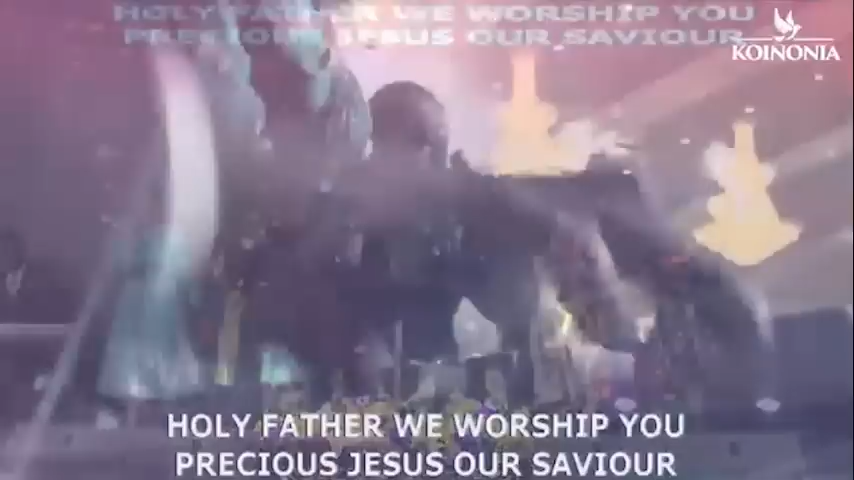 HOLY FATHER WE WORSHIP YOU
PRECIOUS JESUS OUR SAVIOUR
KOINONIA
HOLY FATHER WE WORSHIP YOU
PRECIOUS JESUS OUR SAVIOUR